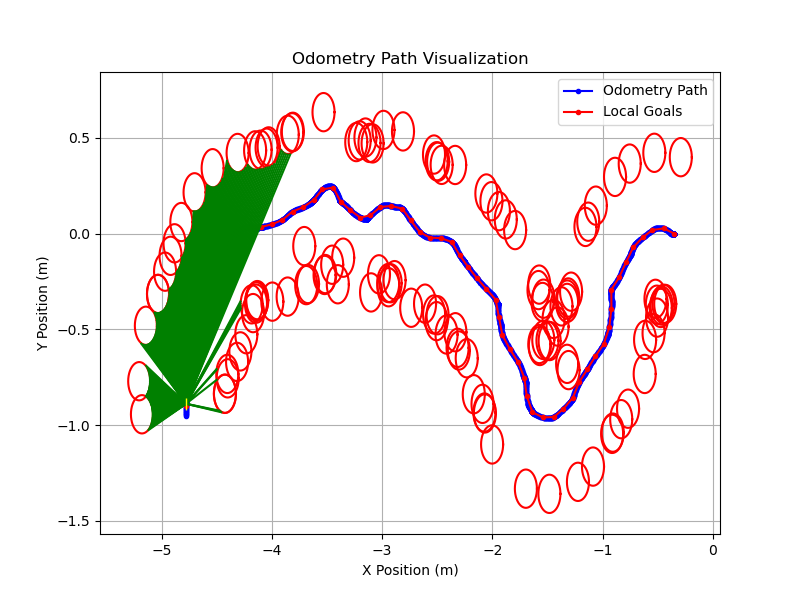 Odometry Path Visualization
Odometry Path
Local Goals
0.5
0.0
−0.5
−1.0
−1.5
Y Position (m)
−5
−4
−3
−2
−1
0
X Position (m)